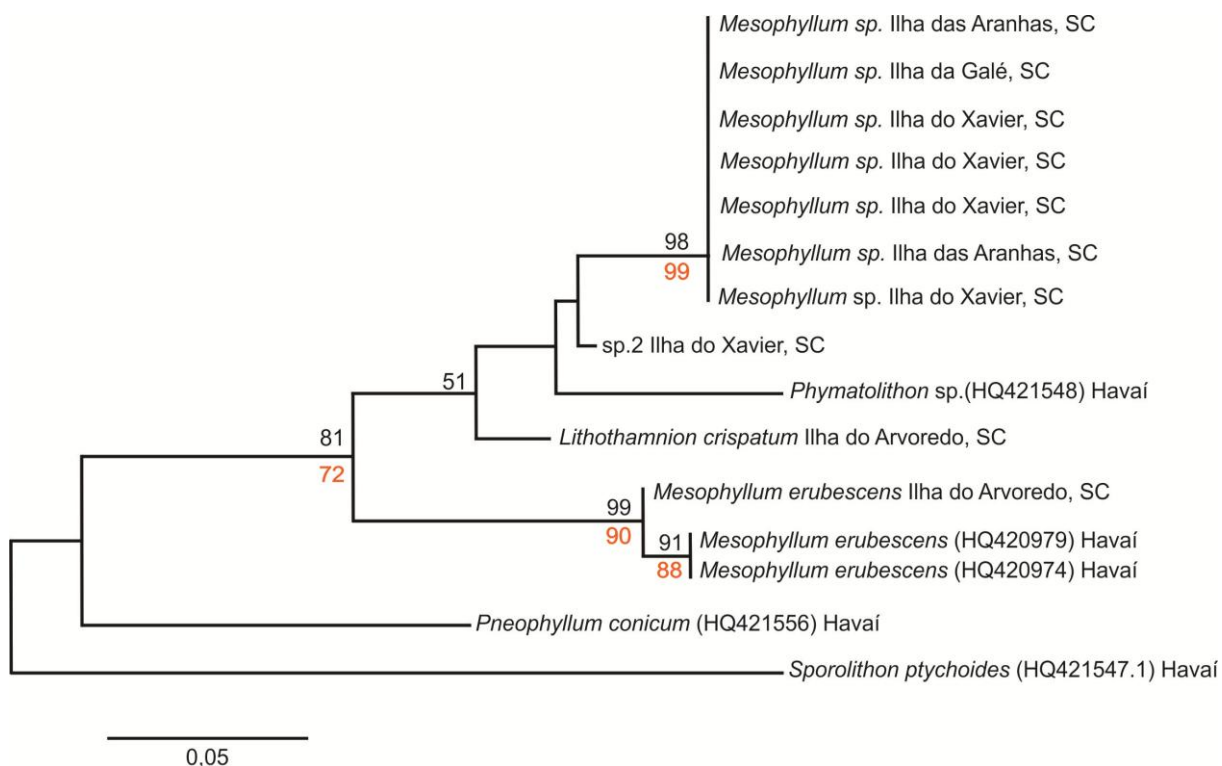 Mesophyllum sp. Ilha das Aranhas, SC
Mesophyllum sp. Ilha da Galé, SC
Mesophyllum sp. Ilha do Xavier, SC
Mesophyllum sp. Ilha do Xavier, SC
Mesophyllum sp. Ilha do Xavier, SC
98
Mesophyllum sp. Ilha das Aranhas, SC
99
Mesophyllum sp. Ilha do Xavier, SC
sp.2 Ilha do Xavier, SC
51
Phymatolithon sp.(HQ421548) Havaí
81
Lithothamnion crispatum Ilha do Arvoredo, SC
72
Mesophyllum erubescens Ilha do Arvoredo, SC
99
90
91
Mesophyllum erubescens (HQ420979) Havaí
88
Mesophyllum erubescens (HQ420974) Havaí
Pneophyllum conicum (HQ421556) Havaí
Sporolithon ptychoides (HQ421547.1) Havaí
0.05